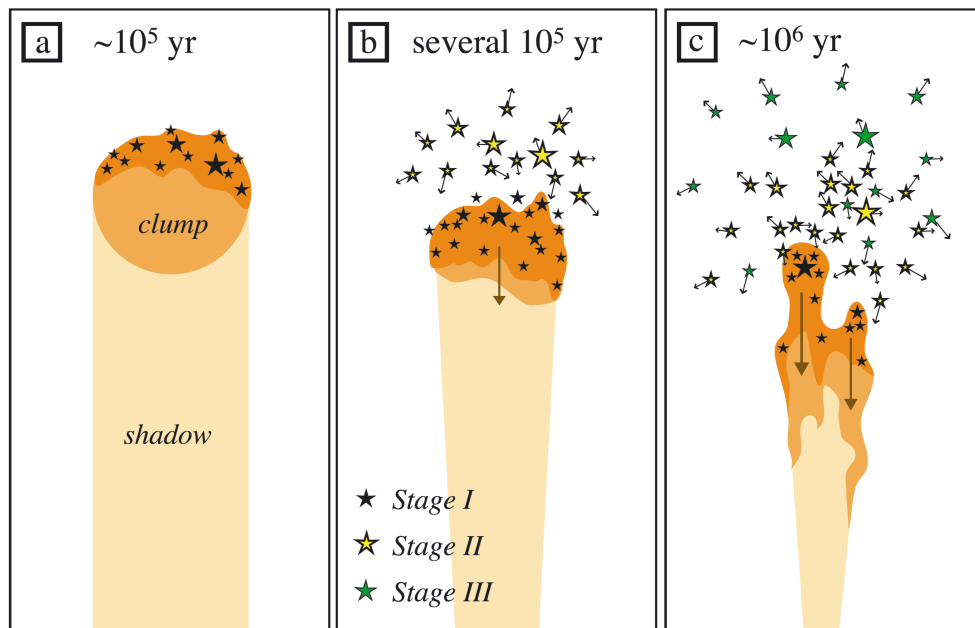 a ~10⁵ yr
clump
shadow
b several 10⁵ yr
Stage I
Stage II
Stage III
c ~10⁶ yr